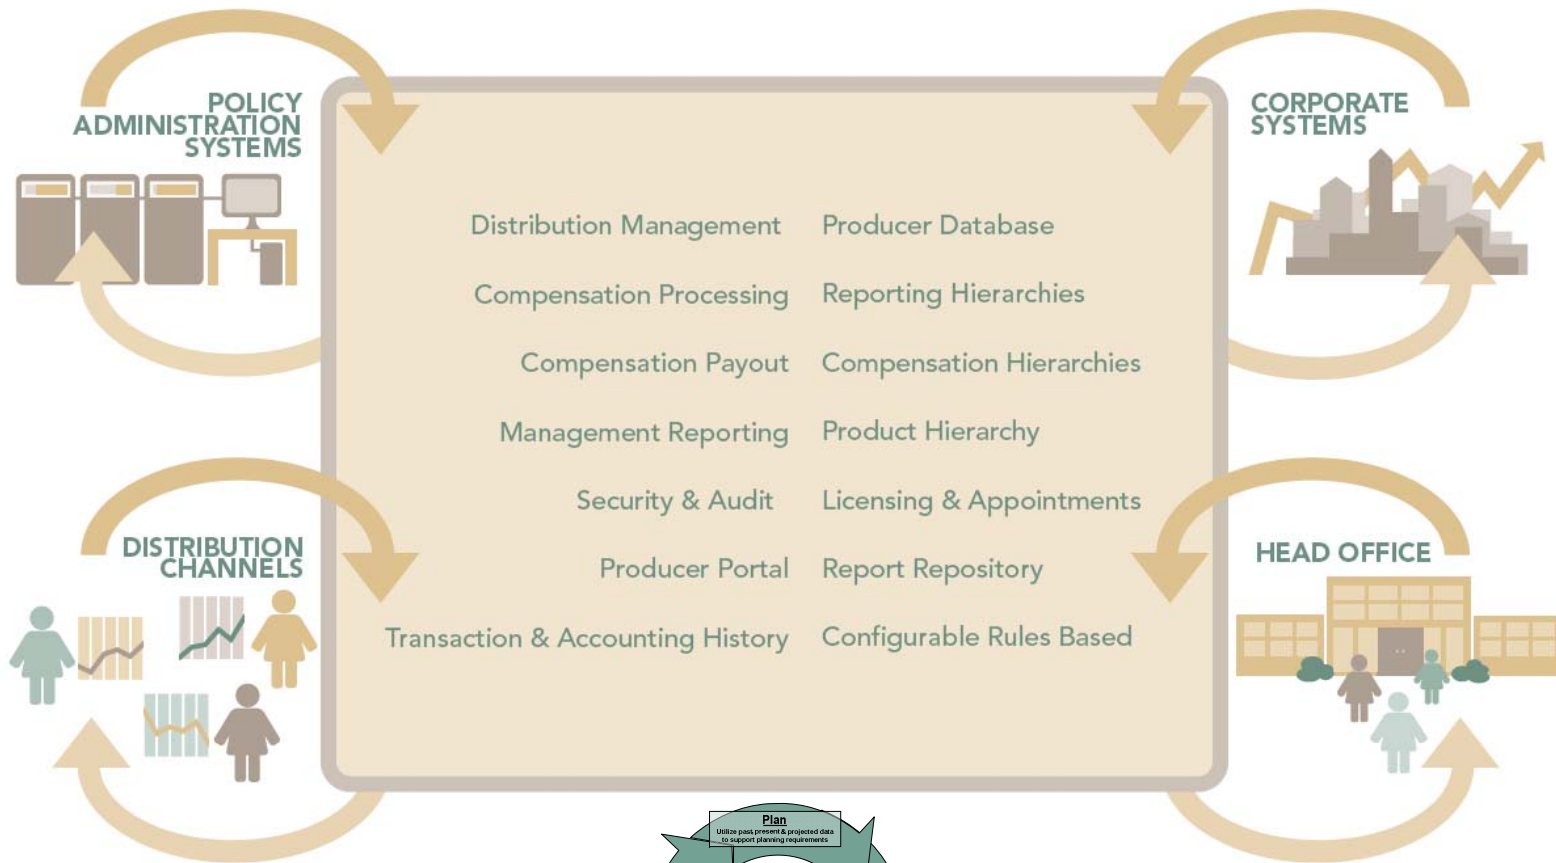 POLICY
ADMINISTRATION
SYSTEMS
CORPORATE
SYSTEMS
Distribution Management
Producer Database
Compensation Processing
Reporting Hierarchies
Compensation Payout
Compensation Hierarchies
Management Reporting
Product Hierarchy
Security & Audit
Licensing & Appointments
Producer Portal
Report Repository
Transaction & Accounting History
Configurable Rules Based
DISTRIBUTION
CHANNELS
HEAD OFFICE
Plan
Utilize past, present & projected data
to support planning requirements